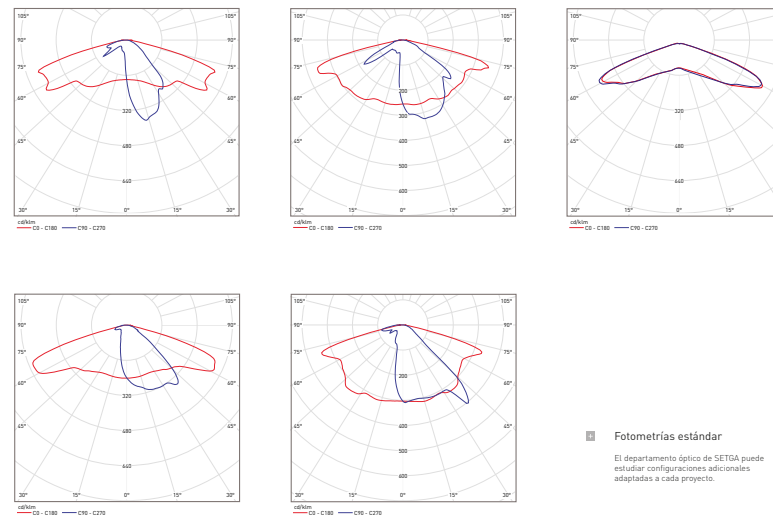 105° 105°
90° 90°
75° 75°
60° 60°
320
45° 480 45°
640
30° 15° 0° 15° 30°
cd/klm
C0 - C180 C90 - C270
105° 105°
90° 90°
75° 75°
200
60° 300 60°
400
45° 45°
500
600
30° 15° 0° 15° 30°
cd/klm
C0 - C180 C90 - C270
105° 105°
90° 90°
75° 75°
60° 60°
320
45° 480 45°
640
30° 15° 0° 15° 30°
cd/klm
C0 - C180 C90 - C270
105° 105°
90° 90°
75° 75°
60° 60°
320
45° 480 45°
640
30° 15° 0° 15° 30°
cd/klm
C0 - C180 C90 - C270
105° 105°
90° 90°
75° 75°
200
60° 60°
400
45° 45°
500
600
30° 15° 0° 15° 30°
cd/klm
C0 - C180 C90 - C270
+ Fotometrías estándar
El departamento óptico de SETGA puede
estudiar configuraciones adicionales
adaptadas a cada proyecto.